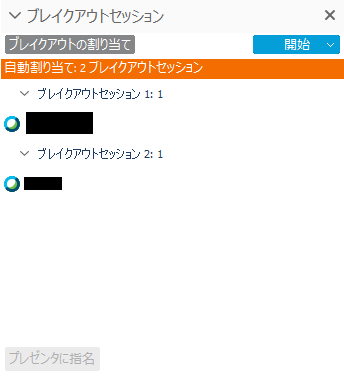 ブレイクアウトセッション
ブレイクアウトの割り当て
開始
自動割り当て: 2 ブレイクアウトセッション
ブレイクアウトセッション 1: 1
ブレイクアウトセッション 2: 1
プレゼンタに指名